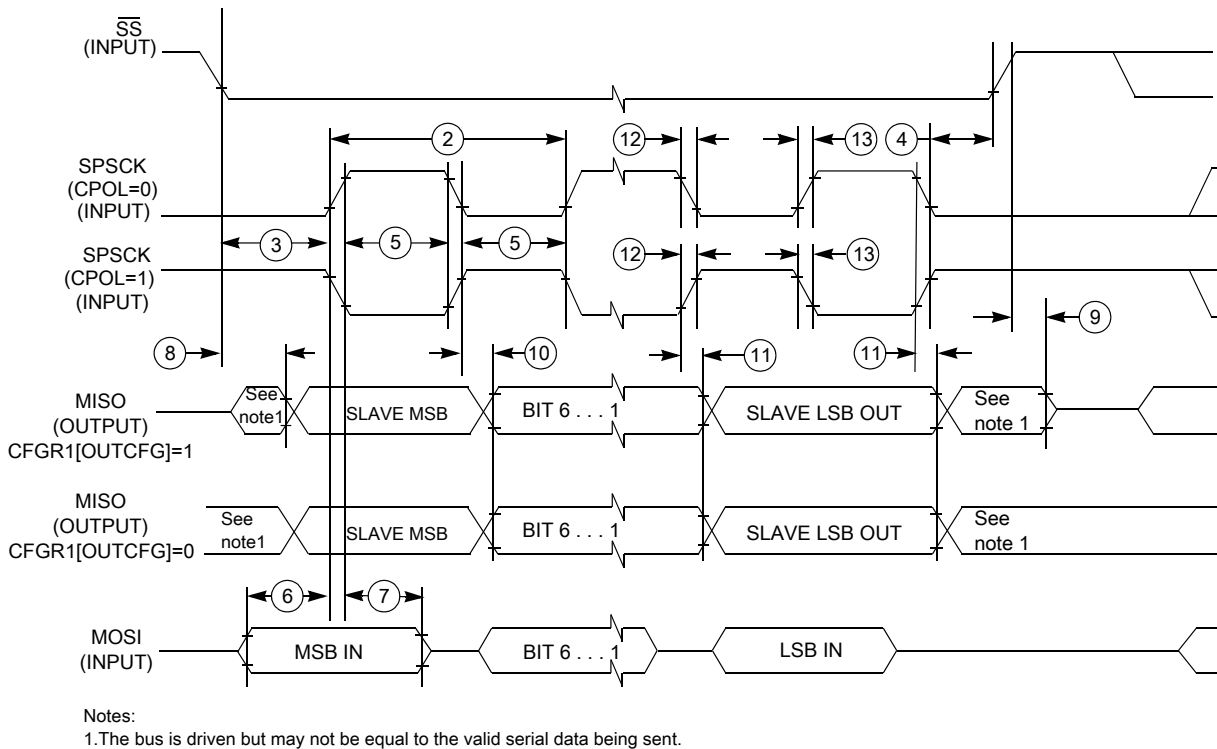 SS
(INPUT)
2
12
13
4
SPSCK
(CPOL=0)
(INPUT)
3
5
5
SPSCK
(CPOL=1)
(INPUT)
12
13
8
10
11
11
9
MISO
(OUTPUT)
CFGR1[OUTCFG]=1
See
note1
SLAVE MSB
BIT 6 . . . 1
SLAVE LSB OUT
See
note 1
MISO
(OUTPUT)
CFGR1[OUTCFG]=0
See
note1
SLAVE MSB
BIT 6 . . . 1
SLAVE LSB OUT
See
note 1
6
7
MOSI
(INPUT)
MSB IN
BIT 6 . . . 1
LSB IN
Notes:
1.The bus is driven but may not be equal to the valid serial data being sent.